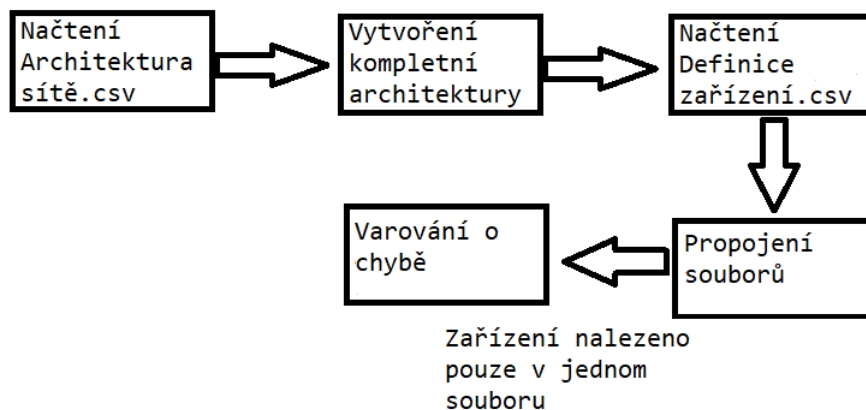 Načtení
Architektura
sítě.csv
Vytvoření
kompletní
architektury
Načtení
Definice
zařízení.csv
Propojení
souborů
Varování o
chybě
Zařízení nalezeno
pouze v jednom
souboru